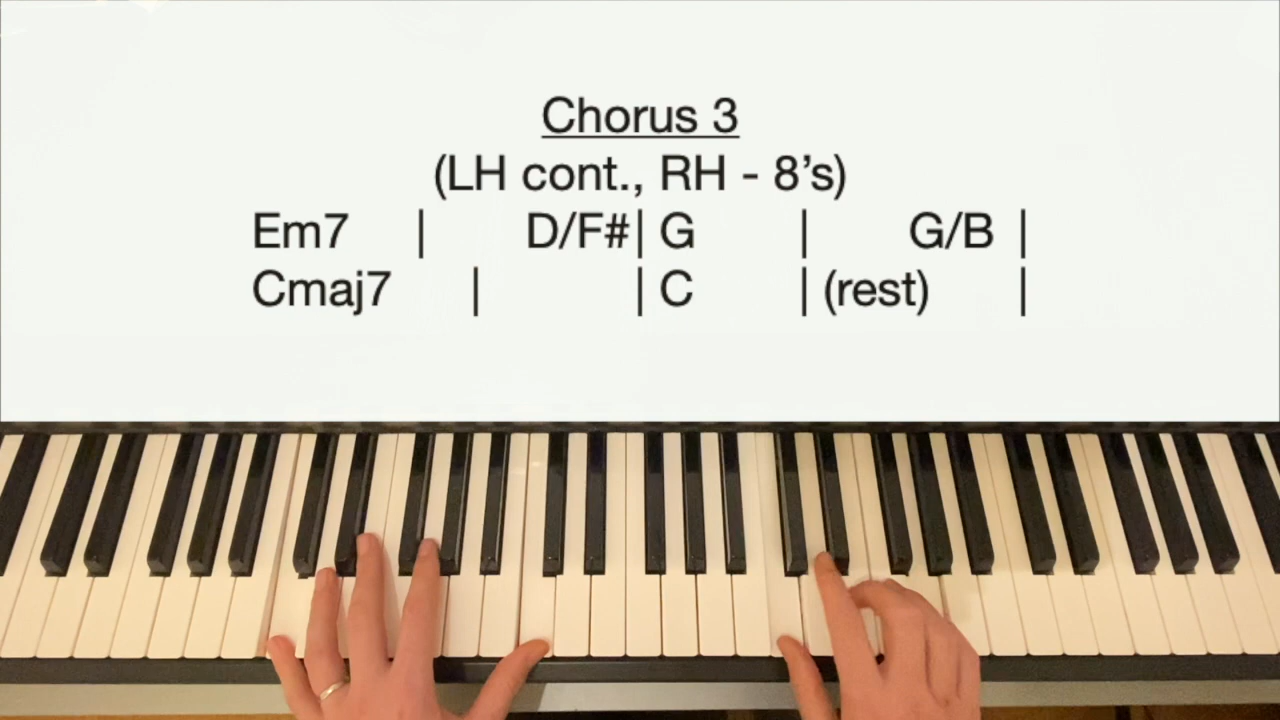 Chorus 3
(LH cont., RH - 8’s)
Em7 | D/F#| G | G/B |
Cmaj7 | | C | (rest) |